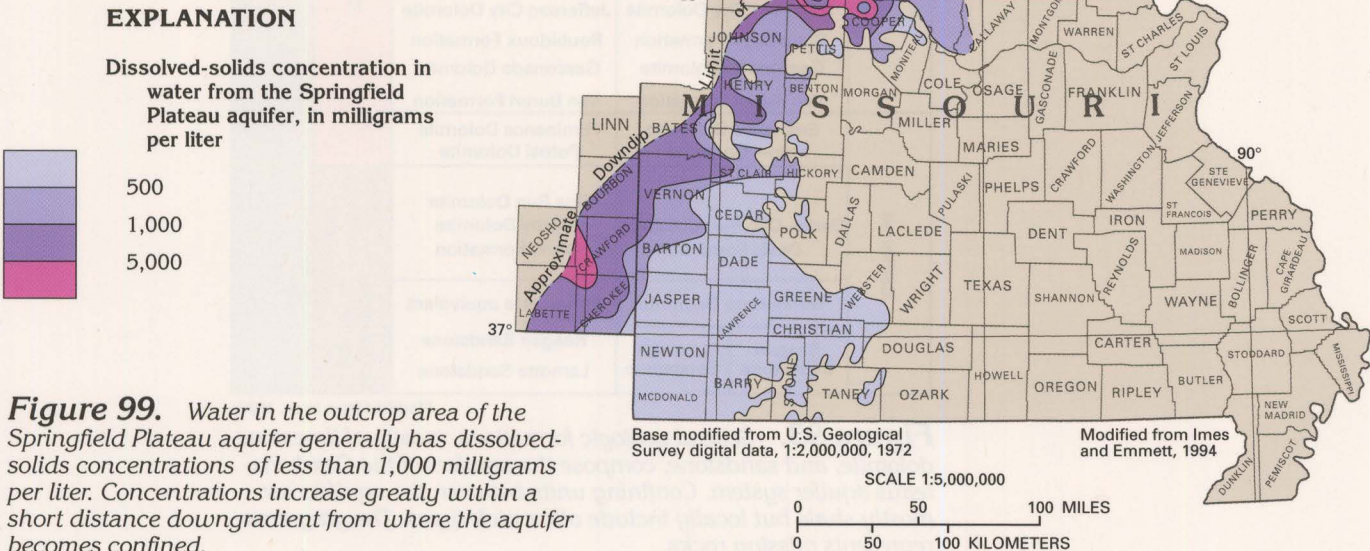 EXPLANATION
Dissolved-solids concentration in
water from the Springfield
Plateau aquifer, in milligrams
per liter
500
1,000
5,000
Figure 99. Water in the outcrop area of the
Springfield Plateau aquifer generally has dissolved-
solids concentrations of less than 1,000 milligrams
per liter. Concentrations increase greatly within a
short distance downgradient from where the aquifer
becomes confined.
COOPER
CALLAWAY
WARREN
ST CHARLES
ST LOUIS
JOHNSON
PETTIS
MONITEAU
COLE
OSAGE
GASCONADE
FRANKLIN
JEFFERSON
HENRY
BENTON
MORGAN
MISSOURI
LINN
BATES
MILLER
MARIES
CRAWFORD
WASHINGTON
90°
Approximate Downdip Limit of
BOURBON
ST CLAIR
HICKORY
CAMDEN
PULASKI
PHELPS
STE
GENEVIEVE
VERNON
CEDAR
POLK
DALLAS
LACLEDE
DENT
IRON
ST
FRANCOIS
PERRY
NEOSHO
CRAWFORD
BARTON
DADE
WEBSTER
WRIGHT
TEXAS
SHANNON
REYNOLDS
MADISON
BOLLINGER
CAPE
GIRARDEAU
LABETTE
CHEROKEE
JASPER
LAWRENCE
GREENE
WAYNE
SCOTT
37°
NEWTON
CHRISTIAN
DOUGLAS
CARTER
STODDARD
MISSISSIPPI
MCDONALD
BARRY
STONE
TANEY
OZARK
HOWELL
OREGON
RIPLEY
BUTLER
NEW
MADRID
DUNKLIN
PEMISCOT
Base modified from U.S. Geological
Survey digital data, 1:2,000,000, 1972
Modified from Imes
and Emmett, 1994
SCALE 1:5,000,000
50 100 MILES
0 50 100 KILOMETERS